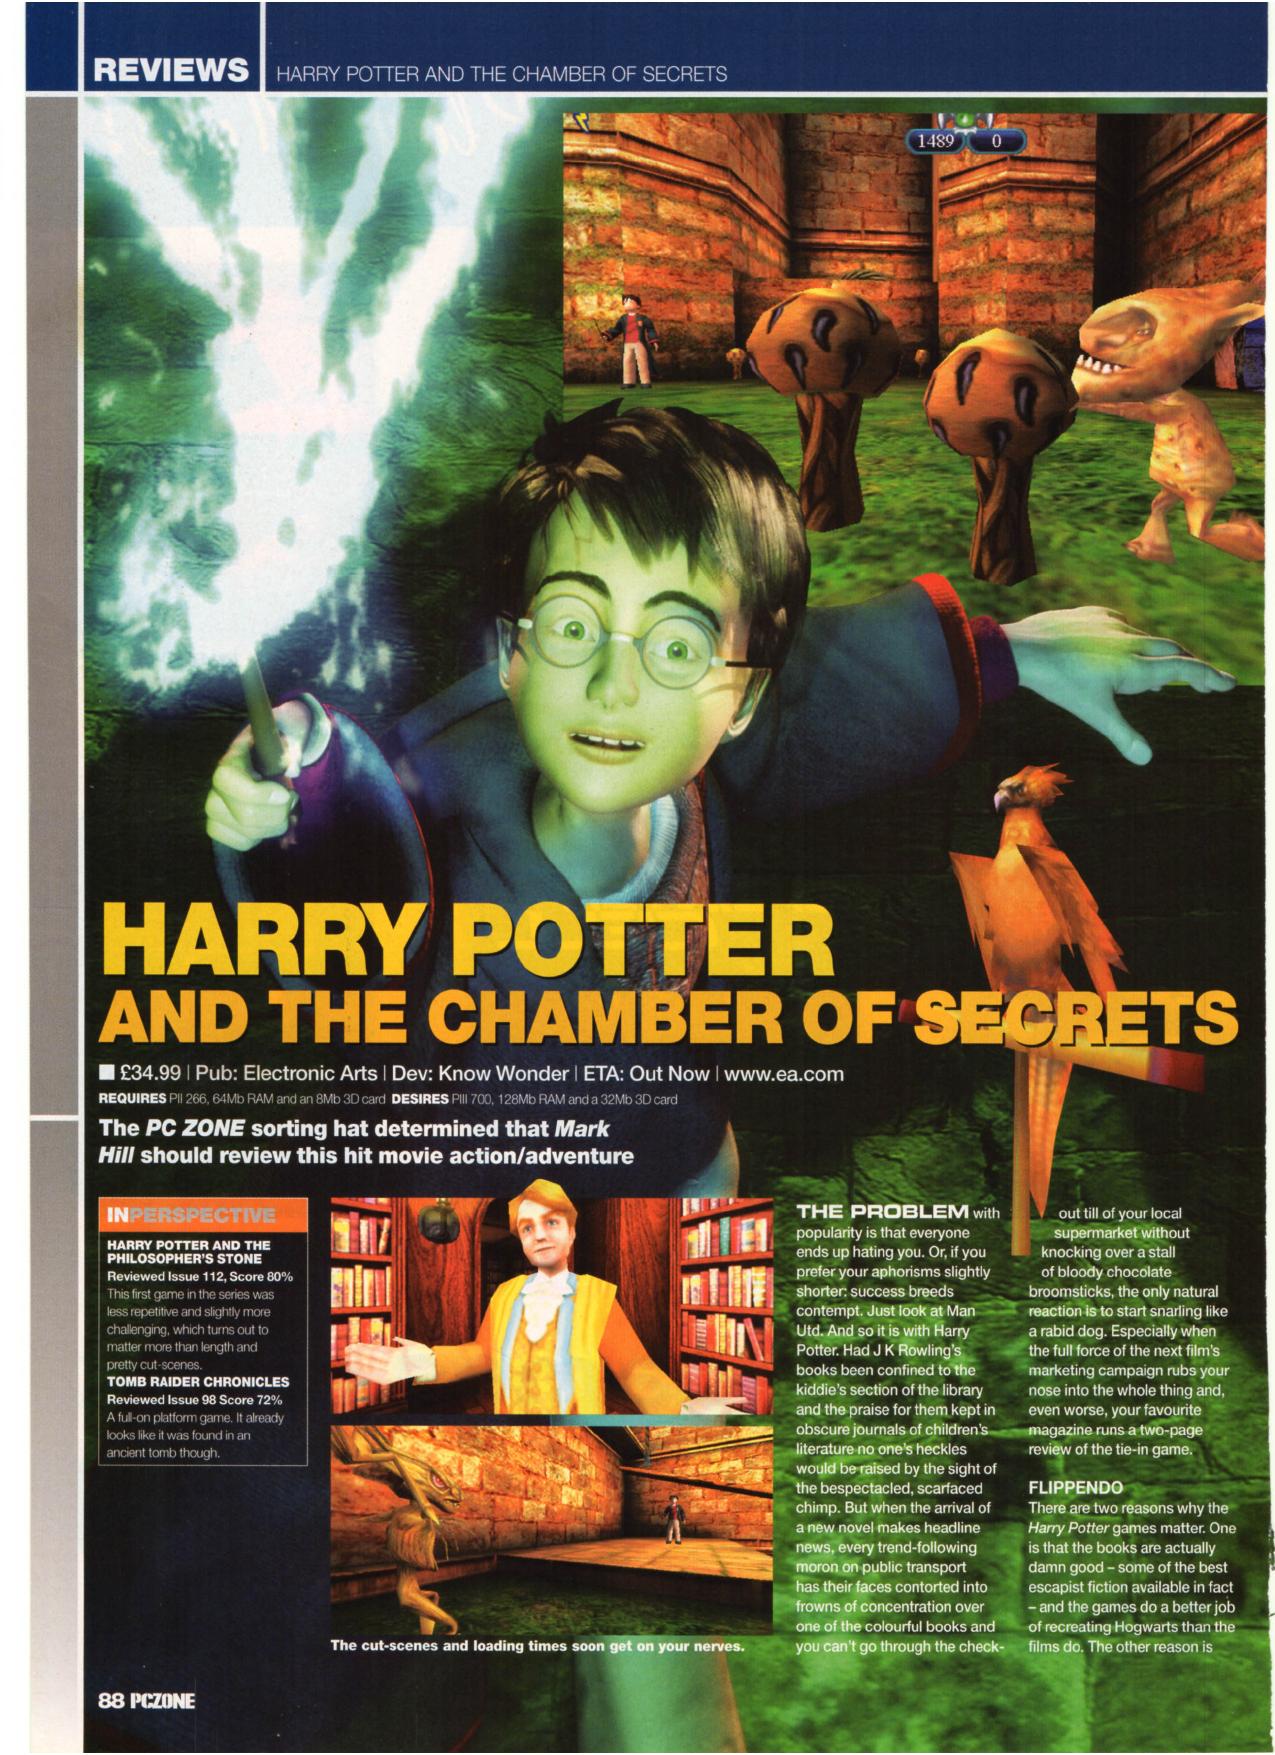 REVIEWS
HARRY POTTER AND THE CHAMBER OF SECRETS
1489 0
HARRY POTTER
AND THE CHAMBER OF SECRETS
£34.99 | Pub: Electronic Arts | Dev: Know Wonder | ETA: Out Now | www.ea.com
REQUIRES PII 266, 64Mb RAM and an 8Mb 3D card DESIRES PIII 700, 128Mb RAM and a 32Mb 3D card
The PC ZONE sorting hat determined that Mark
Hill should review this hit movie action/adventure
INPERSPECTIVE
HARRY POTTER AND THE
PHILOSOPHER'S STONE
Reviewed Issue 112, Score 80%
This first game in the series was
less repetitive and slightly more
challenging, which turns out to
matter more than length and
pretty cut-scenes.
TOMB RAIDER CHRONICLES
Reviewed Issue 98 Score 72%
A full-on platform game. It already
looks like it was found in an
ancient tomb though.
The cut-scenes and loading times soon get on your nerves.
THE PROBLEM with
popularity is that everyone
ends up hating you. Or, if you
prefer your aphorisms slightly
shorter: success breeds
contempt. Just look at Man
Utd. And so it is with Harry
Potter. Had J K Rowling's
books been confined to the
kiddie's section of the library
and the praise for them kept in
obscure journals of children's
literature no one's heckles
would be raised by the sight of
the bespectacled, scarfaced
chimp. But when the arrival of
a new novel makes headline
news, every trend-following
moron on public transport
has their faces contorted into
frowns of concentration over
one of the colourful books and
you can't go through the check-
out till of your local
supermarket without
knocking over a stall
of bloody chocolate
broomsticks, the only natural
reaction is to start snarling like
a rabid dog. Especially when
the full force of the next film's
marketing campaign rubs your
nose into the whole thing and,
even worse, your favourite
magazine runs a two-page
review of the tie-in game.
FLIPPENDO
There are two reasons why the
Harry Potter games matter. One
is that the books are actually
damn good – some of the best
escapist fiction available in fact
– and the games do a better job
of recreating Hogwarts than the
films do. The other reason is
88 PCZONE